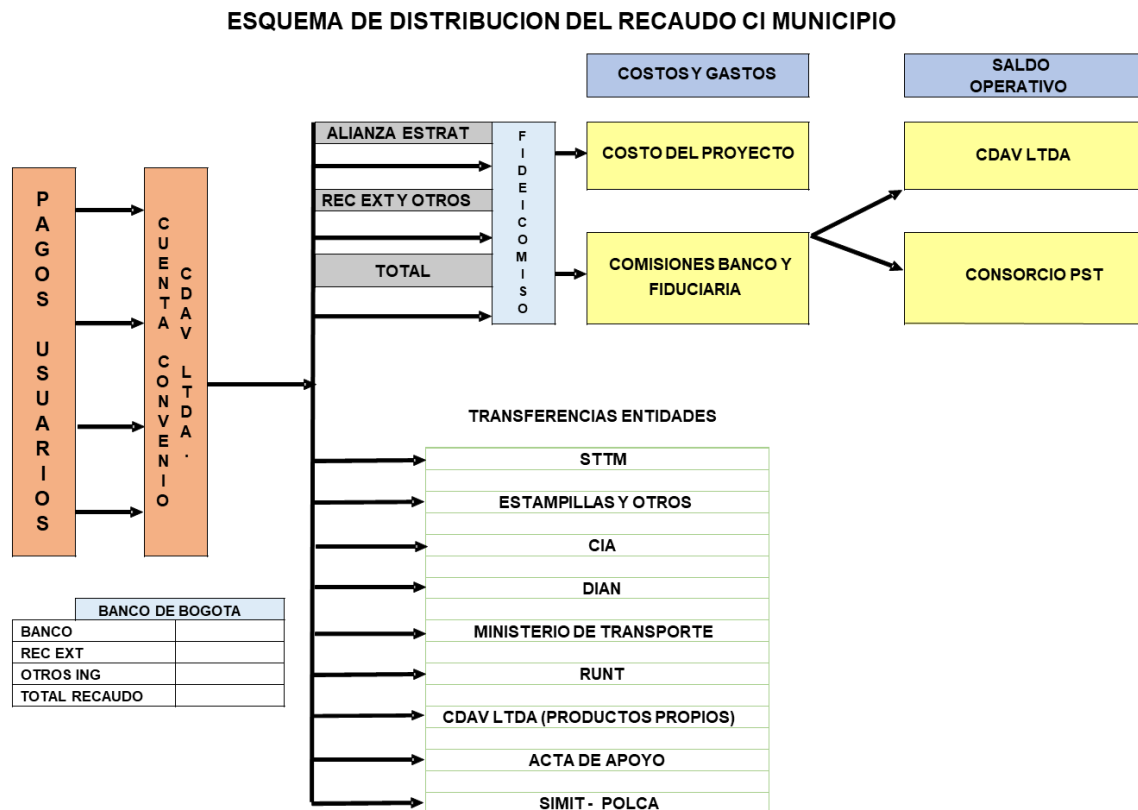 ESQUEMA DE DISTRIBUCION DEL RECAUDO CI MUNICIPIO
COSTOS Y GASTOS
SALDO
OPERATIVO
PAGOS USUARIOS
CUENTA CONVENIO
CDAV LTDA.
ALIANZA ESTRAT
REC EXT Y OTROS
TOTAL
FIDEICOMISO
COSTO DEL PROYECTO
COMISIONES BANCO Y
FIDUCIARIA
CDAV LTDA
CONSORCIO PST
TRANSFERENCIAS ENTIDADES
STTM
ESTAMPILLAS Y OTROS
CIA
DIAN
MINISTERIO DE TRANSPORTE
RUNT
CDAV LTDA (PRODUCTOS PROPIOS)
ACTA DE APOYO
SIMIT - POLCA
BANCO DE BOGOTA
BANCO
REC EXT
OTROS ING
TOTAL RECAUDO